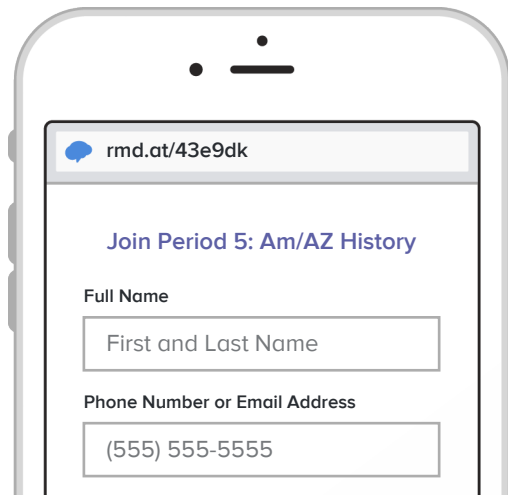 rmd.at/43e9dk
Join Period 5: Am/AZ History
Full Name
First and Last Name
Phone Number or Email Address
(555) 555-5555